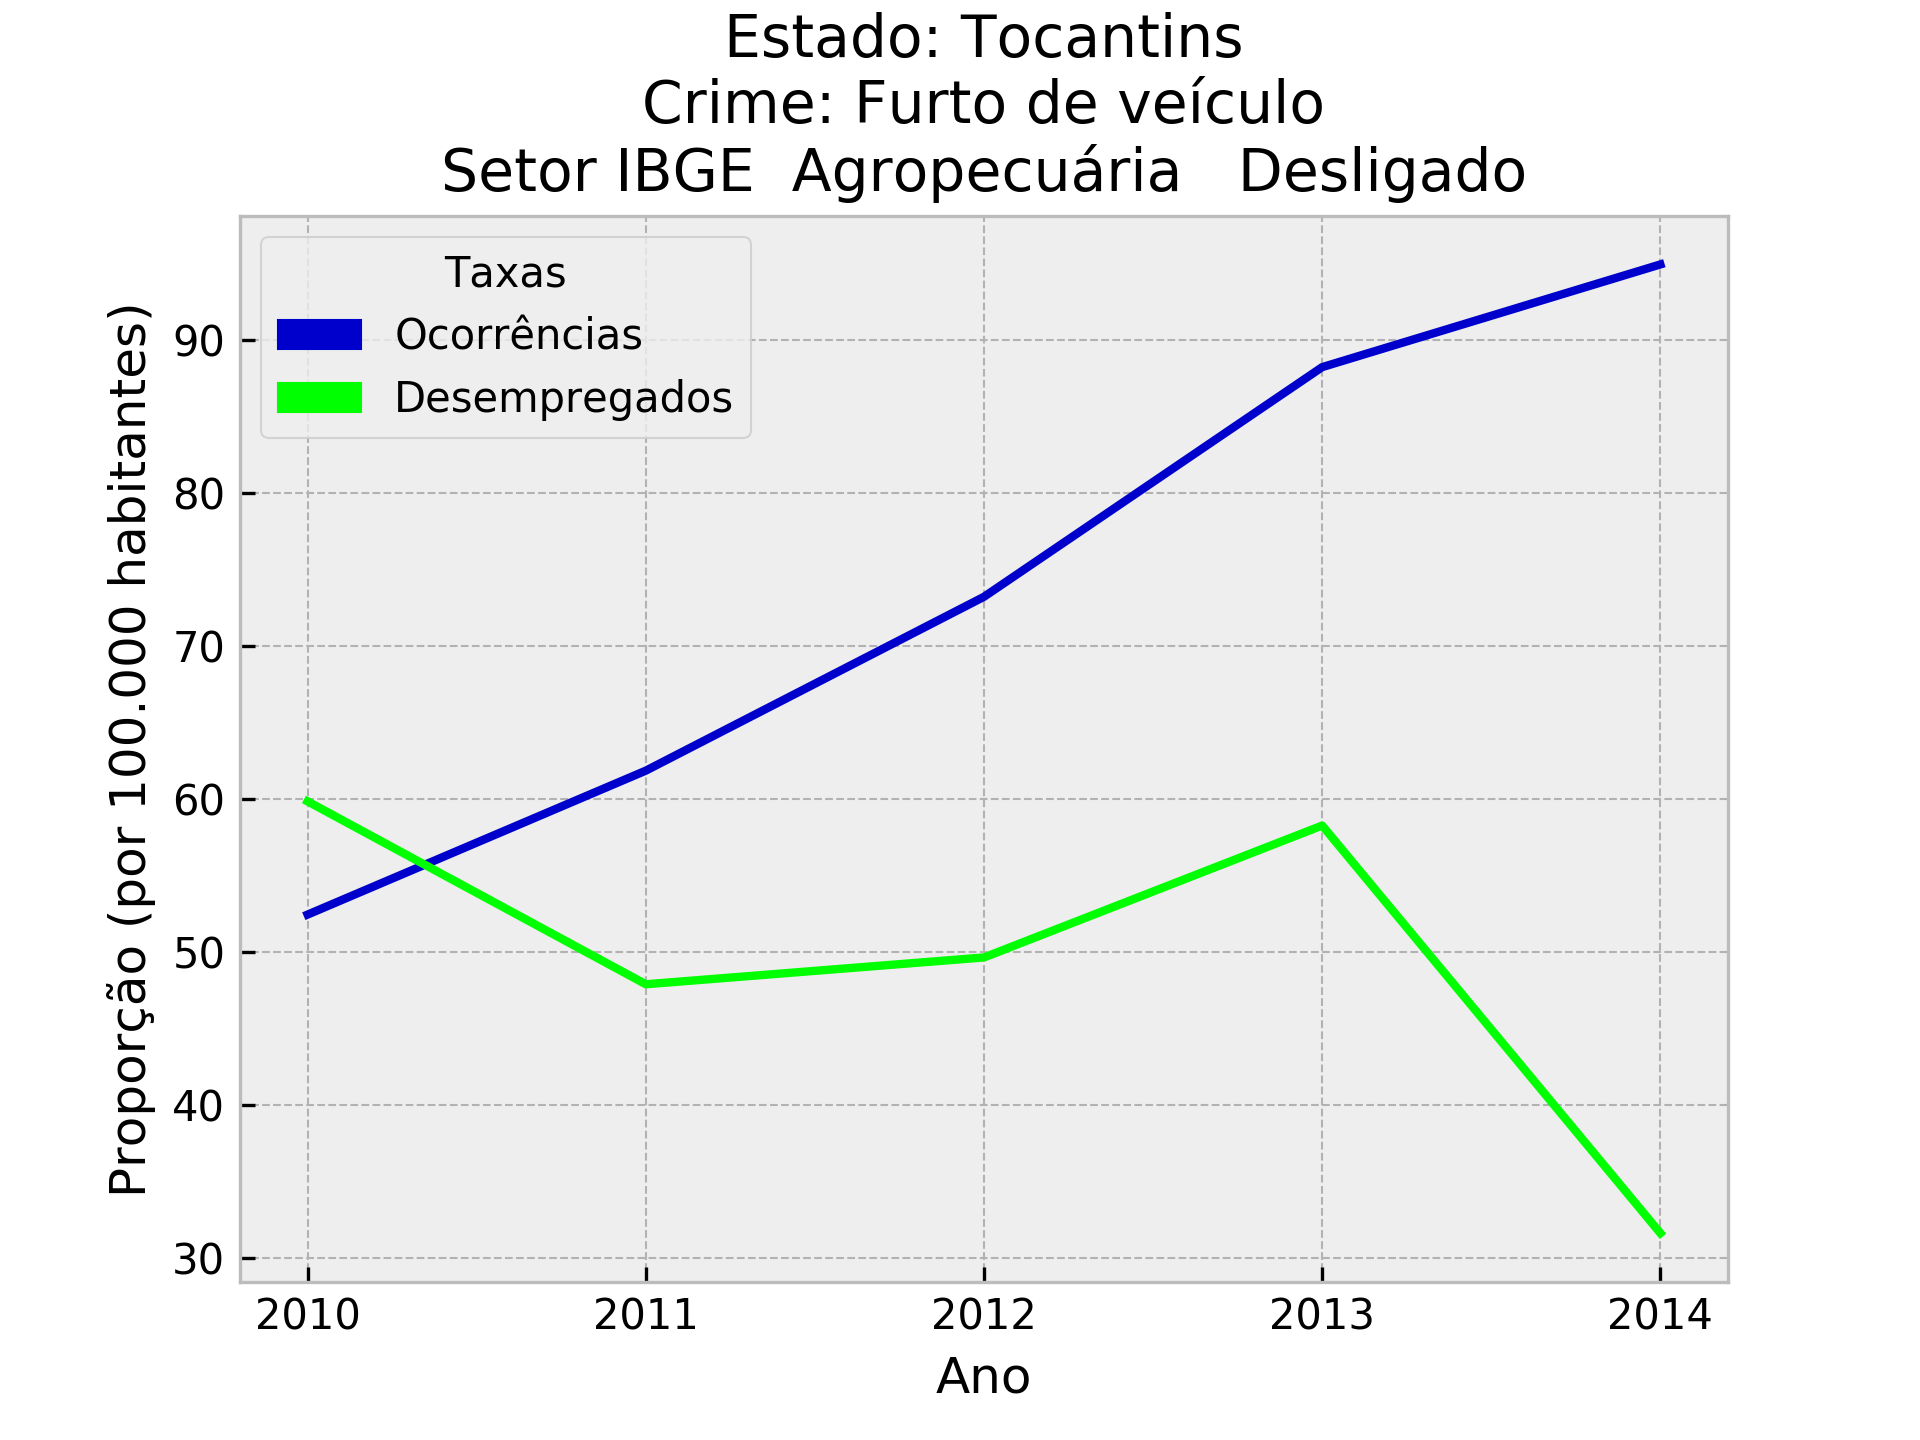 Estado: Tocantins
Crime: Furto de veículo
Setor IBGE  Agropecuária   Desligado
Taxas
Ocorrências
Desempregados
Proporção (por 100.000 habitantes)
90
80
70
60
50
40
30
2010
2011
2012
2013
2014
Ano